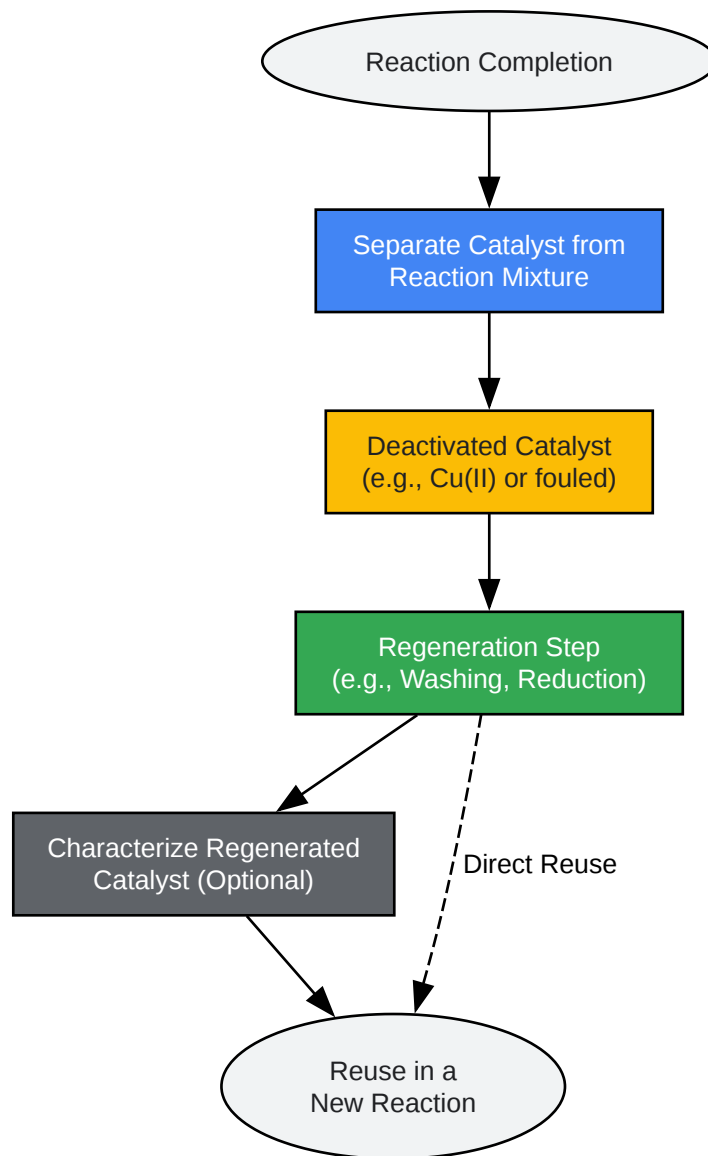 Reaction Completion
Separate Catalyst from
Reaction Mixture
Deactivated Catalyst
(e.g., Cu(II) or fouled)
Regeneration Step
(e.g., Washing, Reduction)
Characterize Regenerated
Catalyst (Optional)
Direct Reuse
Reuse in a
New Reaction